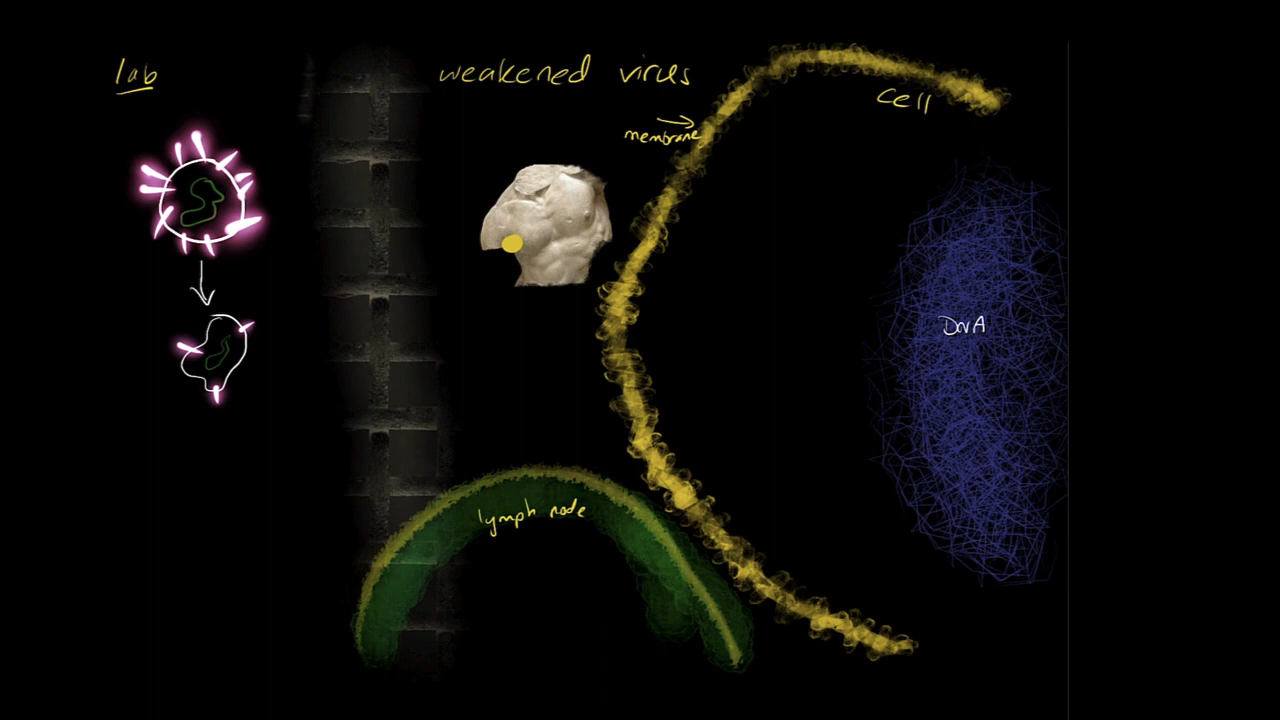 lab
weakened virus
cell
membrane
DNA
lymph node